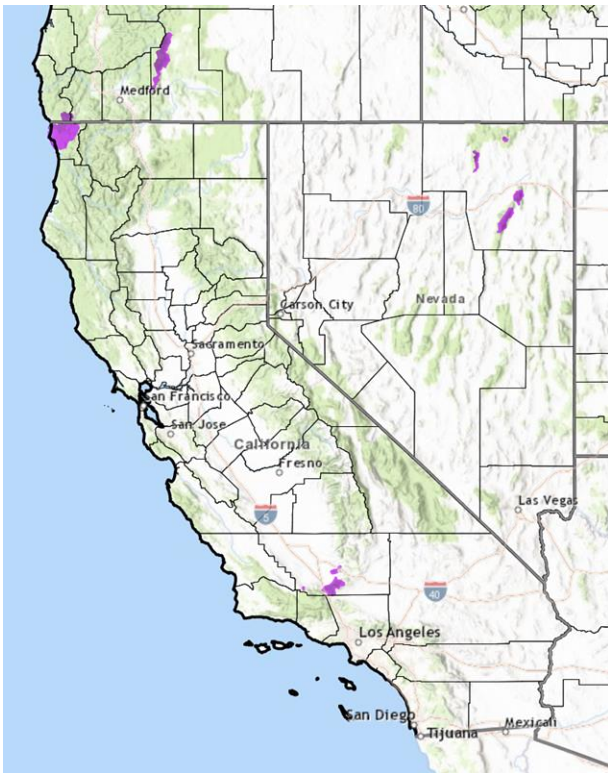 Medford
80
Carson City
Nevada
Sacramento
San Francisco
San Jose
California
Fresno
5
Las Vegas
40
Los Angeles
San Diego
Mexicali
Tijuana